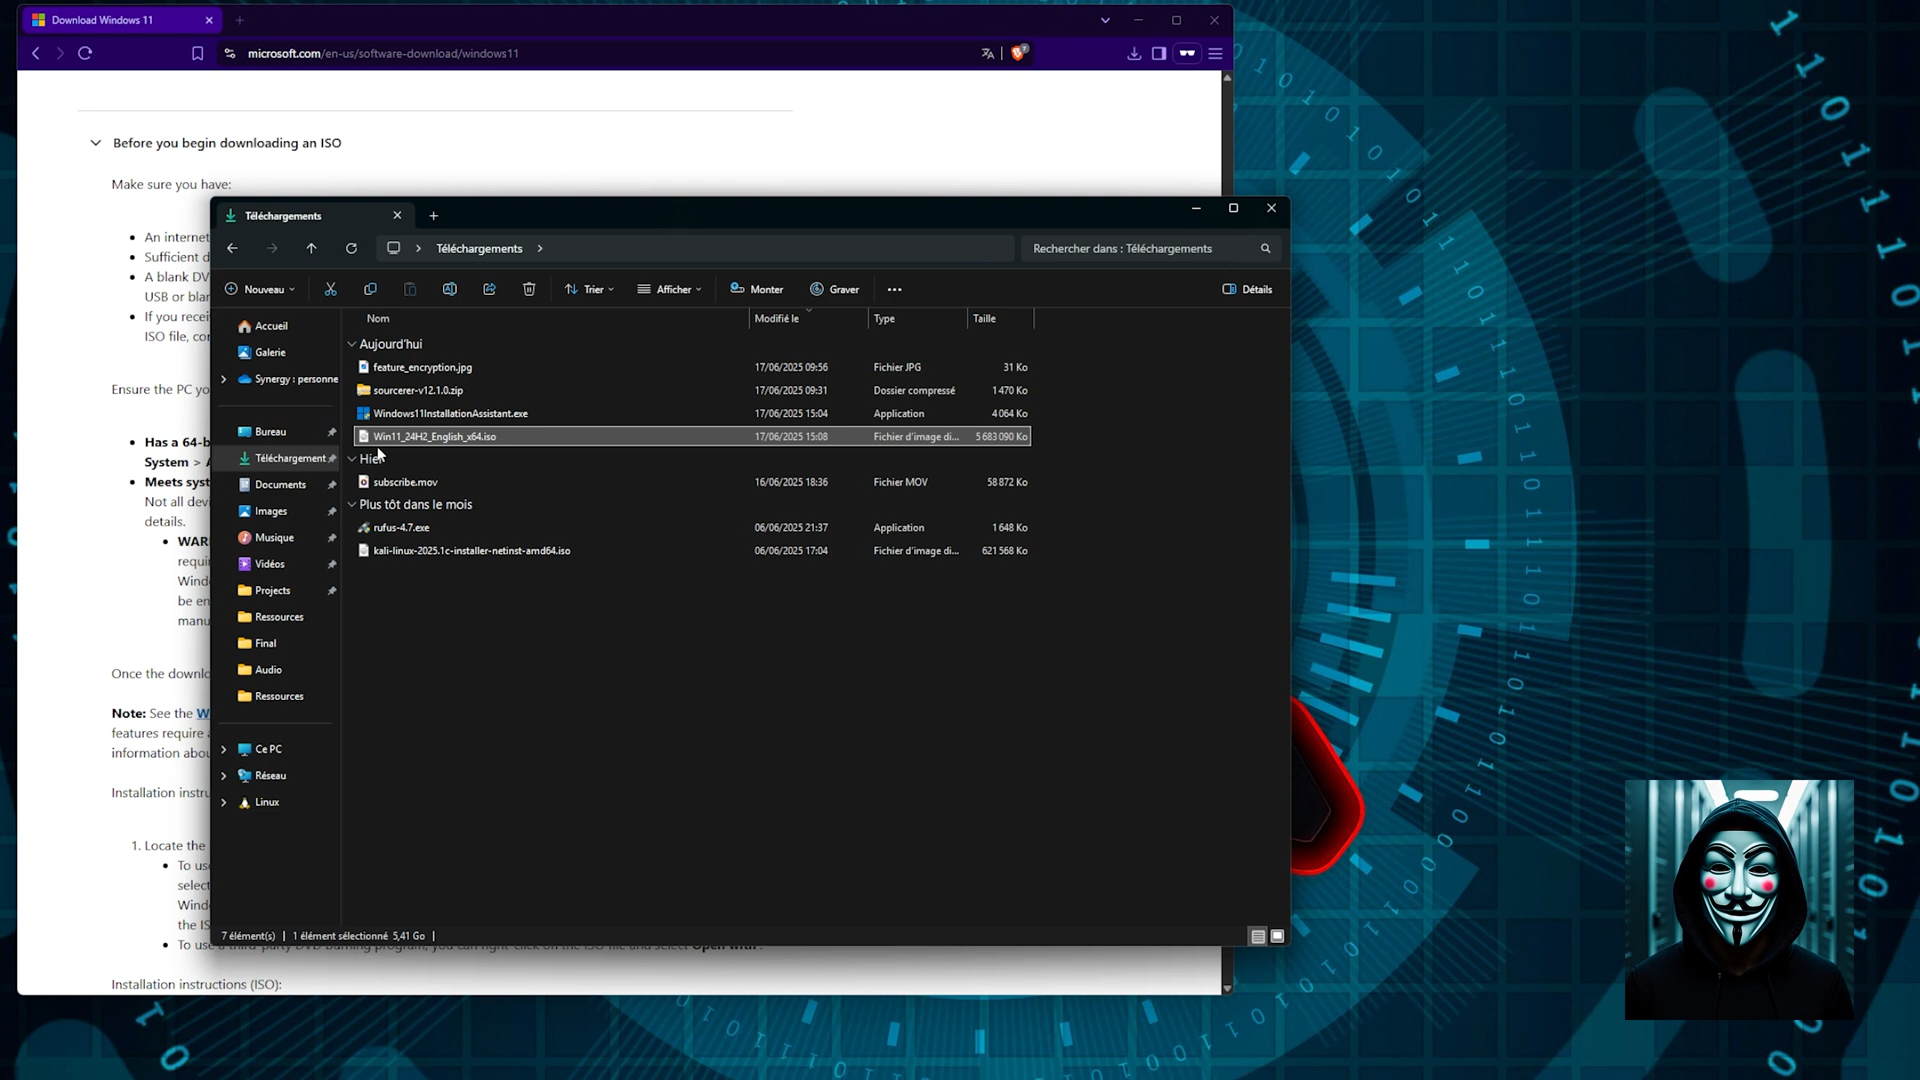 Download Windows 11
microsoft.com/en-us/software-download/windows11
7
Before you begin downloading an ISO
Make sure you have:
An internet
Sufficient d
A blank DV
USB or blan
If you recei
ISO file, con
Ensure the PC yo
Has a 64-b
System > A
Meets syst
Not all devi
details.
WAR
requir
Windo
be en
manu
Once the downlo
Note: See the W
features require a
information abou
Installation instru
1. Locate the
To use
select
Windo
the IS
Installation instructions (ISO):
Téléchargements
Téléchargements
Rechercher dans : Téléchargements
Nouveau
Trier
Afficher
Monter
Graver
Détails
Accueil
Galerie
Synergy : personne
Bureau
Téléchargement
Documents
Images
Musique
Vidéos
Projects
Ressources
Final
Audio
Ressources
Ce PC
Réseau
Linux
Nom Modifié le Type Taille
Aujourd'hui
feature_encryption.jpg 17/06/2025 09:56 Fichier JPG 31 Ko
sourcerer-v12.1.0.zip 17/06/2025 09:31 Dossier compressé 1 470 Ko
Windows11InstallationAssistant.exe 17/06/2025 15:04 Application 4 064 Ko
Win11_24H2_English_x64.iso 17/06/2025 15:08 Fichier d'image di... 5 683 090 Ko
Hier
subscribe.mov 16/06/2025 18:36 Fichier MOV 58 872 Ko
Plus tôt dans le mois
rufus-4.7.exe 06/06/2025 21:37 Application 1 648 Ko
kali-linux-2025.1c-installer-netinst-amd64.iso 06/06/2025 17:04 Fichier d'image di... 621 568 Ko
7 élément(s) 1 élément sélectionné 5,41 Go